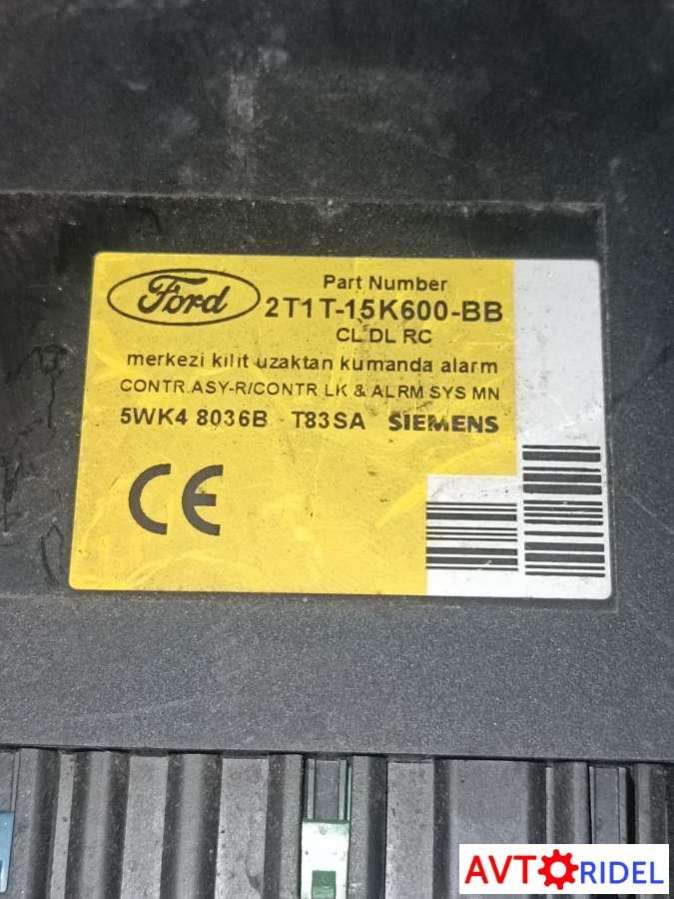 Ford
Part Number
2T1T-15K600-BB
CL DL RC
merkezi kilit uzaktan kumanda alarm
CONTR.ASY-R/CONTR LK & ALRM SYS MN
5WK4 8036B T83SA SIEMENS
CE
AVTORIDEL